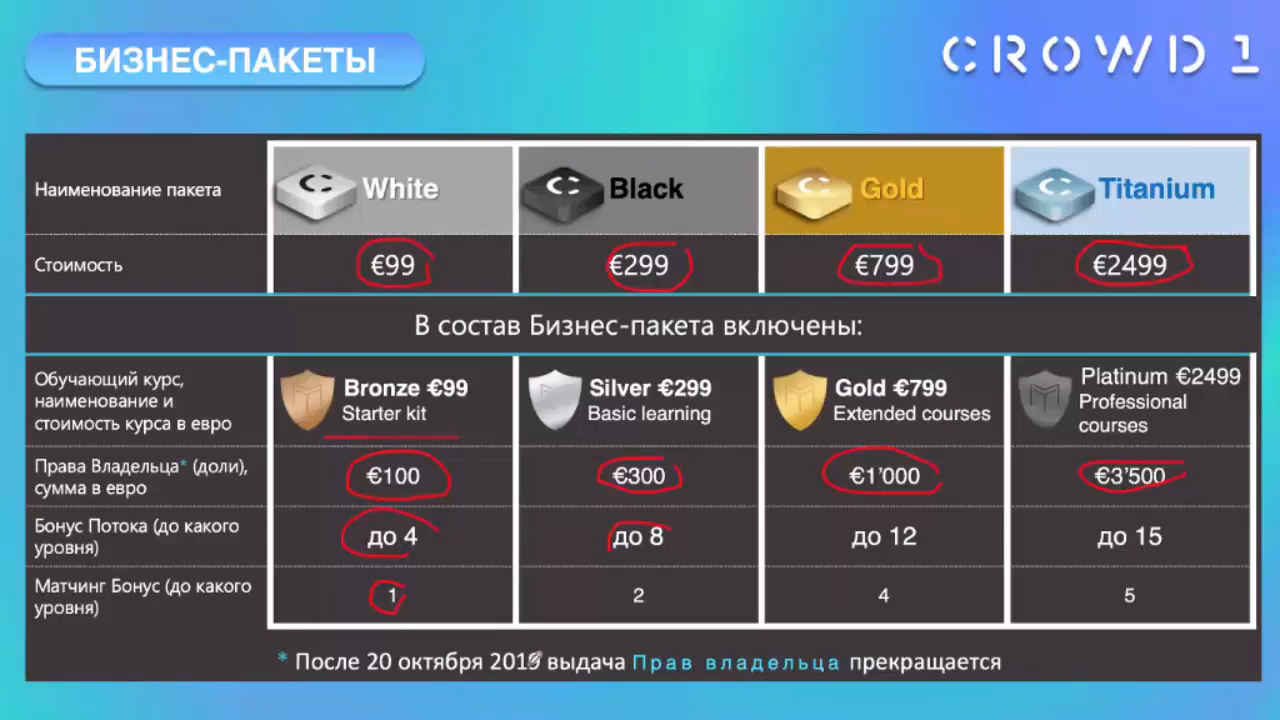 БИЗНЕС-ПАКЕТЫ
CROWD1
Наименование пакета
White
Black
Gold
Titanium
Стоимость
€99
€299
€799
€2499
В состав Бизнес-пакета включены:
Обучающий курс,
наименование и
стоимость курса в евро
Bronze €99
Starter kit
Silver €299
Basic learning
Gold €799
Extended courses
Platinum €2499
Professional
courses
Права Владельца* (доли),
сумма в евро
€100
€300
€1'000
€3'500
Бонус Потока (до какого
уровня)
до 4
до 8
до 12
до 15
Матчинг Бонус (до какого
уровня)
1
2
4
5
* После 20 октября выдача Прав владельца прекращается